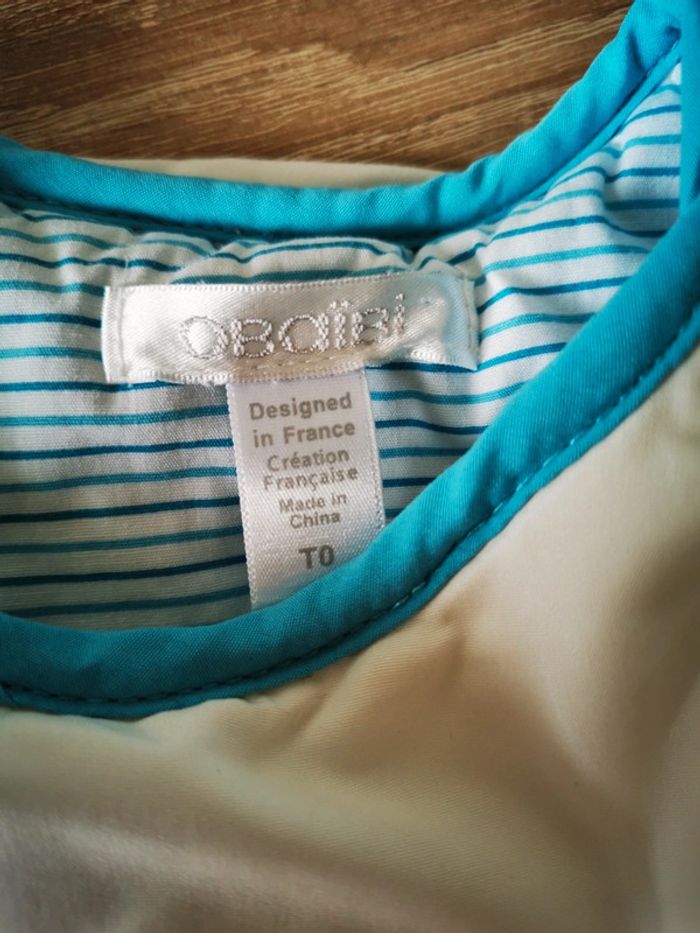 OBaïBi
Designed
in France
Création
Française
Made in
China
T0